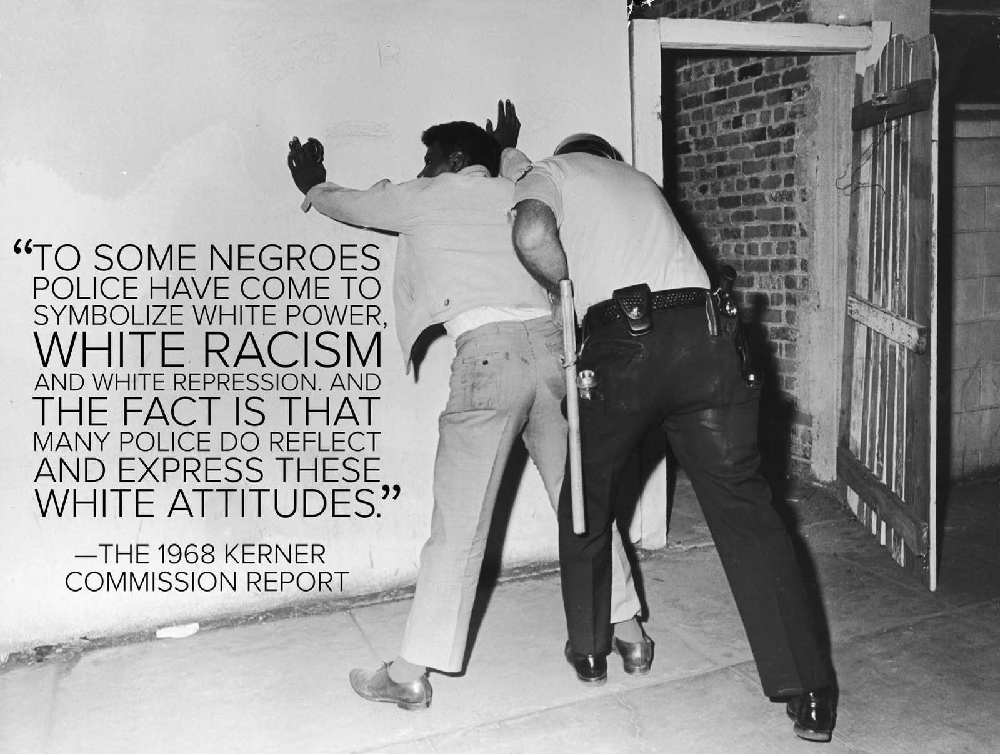 “TO SOME NEGROES
POLICE HAVE COME TO
SYMBOLIZE WHITE POWER,
WHITE RACISM
AND WHITE REPRESSION. AND
THE FACT IS THAT
MANY POLICE DO REFLECT
AND EXPRESS THESE
WHITE ATTITUDES.”
—THE 1968 KERNER
COMMISSION REPORT